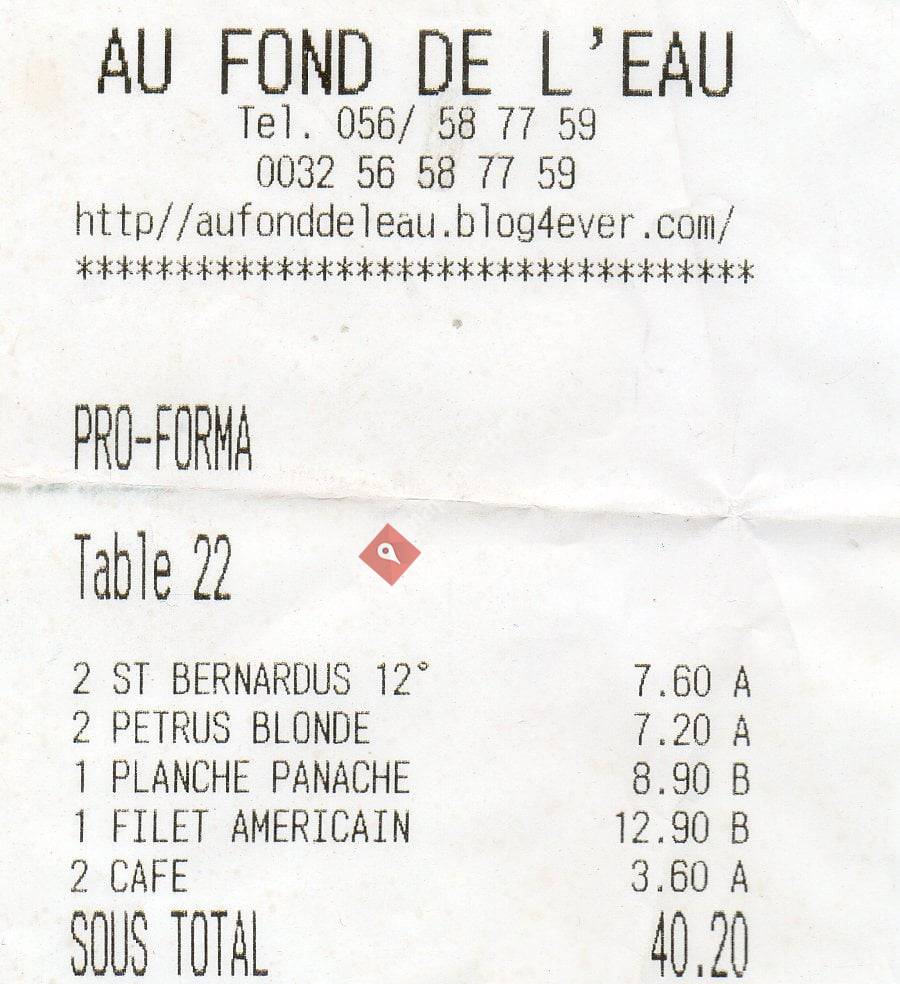 AU FOND DE L'EAU
Tel. 056/ 58 77 59
0032 56 58 77 59
http//aufonddeleau.blog4ever.com/
**********************************
PRO-FORMA
Table 22
2 ST BERNARDUS 12° 7.60 A
2 PETRUS BLONDE 7.20 A
1 PLANCHE PANACHE 8.90 B
1 FILET AMERICAIN 12.90 B
2 CAFE 3.60 A
SOUS TOTAL 40.20